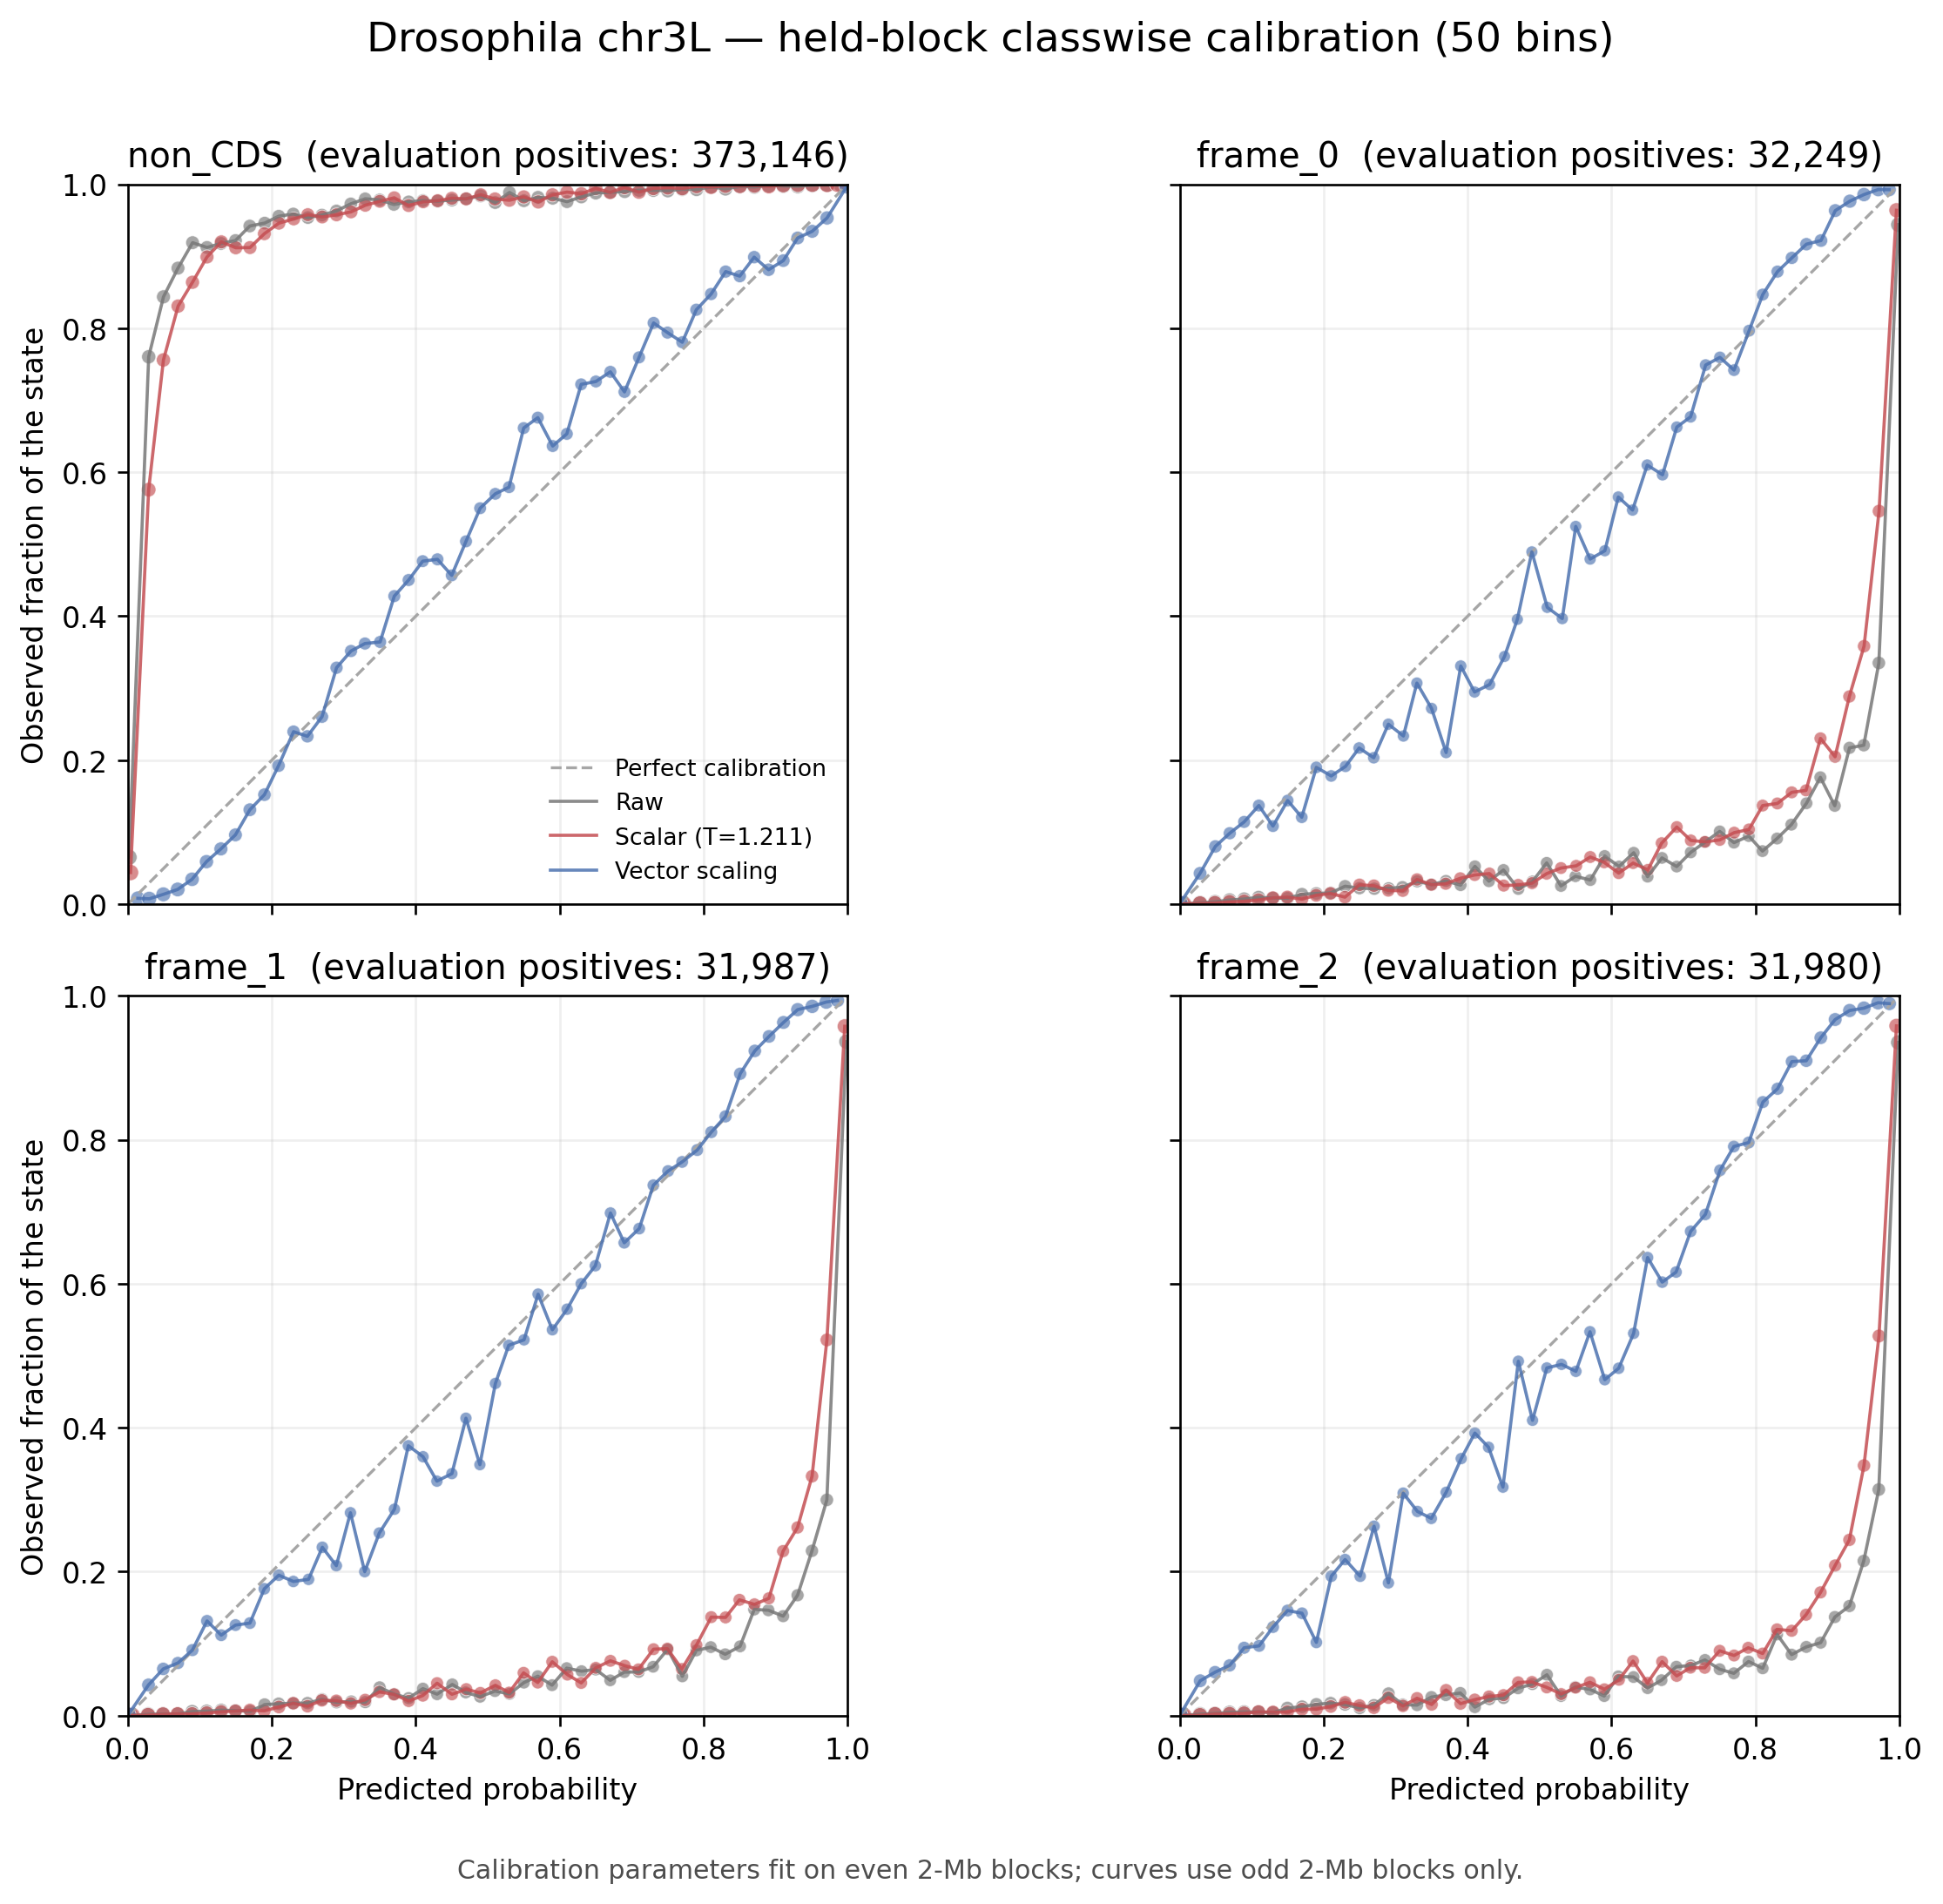 Drosophila chr3L — held-block classwise calibration (50 bins)
non_CDS (evaluation positives: 373,146)
frame_0 (evaluation positives: 32,249)
Observed fraction of the state
1.0
0.8
0.6
0.4
0.2
0.0
Perfect calibration
Raw
Scalar (T=1.211)
Vector scaling
frame_1 (evaluation positives: 31,987)
frame_2 (evaluation positives: 31,980)
Observed fraction of the state
1.0
0.8
0.6
0.4
0.2
0.0
0.0 0.2 0.4 0.6 0.8 1.0
0.0 0.2 0.4 0.6 0.8 1.0
Predicted probability
Predicted probability
Calibration parameters fit on even 2-Mb blocks; curves use odd 2-Mb blocks only.